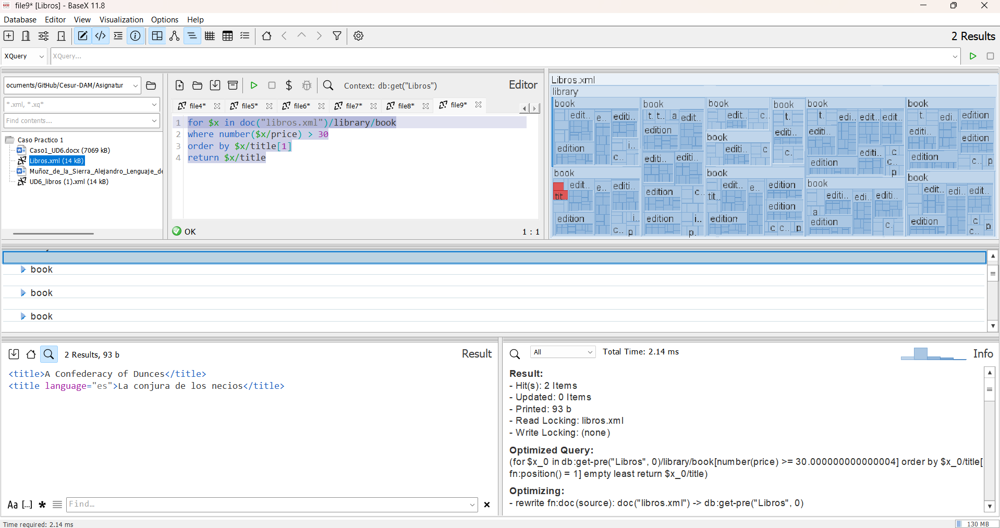 file9* [Libros] - BaseX 11.8
Database Editor View Visualization Options Help
2 Results
XQuery XQuery...
ocuments/GitHub/Cesur-DAM/Asignatur
*.xml, *.xq*
Find contents...
Caso Practico 1
Caso1_UD6.docx (7069 kB)
Libros.xml (14 kB)
Muñoz_de_la_Sierra_Alejandro_Lenguaje_de
UD6_libros (1).xml (14 kB)
Context: db:get("Libros") Editor
file4* file5* file6* file7* file8* file9*
1 for $x in doc("libros.xml")/library/book
2 where number($x/price) > 30
3 order by $x/title[1]
4 return $x/title
OK 1 : 1
Libros.xml
library
book book book book book book
edit.. e.. editi.. t. t.. a edit.. edit.. c. t. t. edi.. edit.. edit.. t. edi.. edition
edition editi.. editi.. editi.. edition
book
edition i.. c.. editi.. editi.. editi.. c c. edition editi.. c. c p edition c.. p
book book book book
tit.. edit.. e.. editi.. edition c.. tit.. edit.. e.. edition a editi.. edi.. editi.. edit.. edi.. edit..
edition
edition i.. c.. p edition i.. p. edition c c.. p edition c. edition c c.. p
book
book
book
2 Results, 93 b Result
<title>A Confederacy of Dunces</title>
<title language="es">La conjura de los necios</title>
Aa [...] * Find...
All Total Time: 2.14 ms Info
Result:
- Hit(s): 2 Items
- Updated: 0 Items
- Printed: 93 b
- Read Locking: libros.xml
- Write Locking: (none)
Optimized Query:
(for $x_0 in db:get-pre("Libros", 0)/library/book[number(price) >= 30.000000000000004] order by $x_0/title[
fn:position() = 1] empty least return $x_0/title)
Optimizing:
- rewrite fn:doc(source): doc("libros.xml") -> db:get-pre("Libros", 0)
Time required: 2.14 ms 130 MB